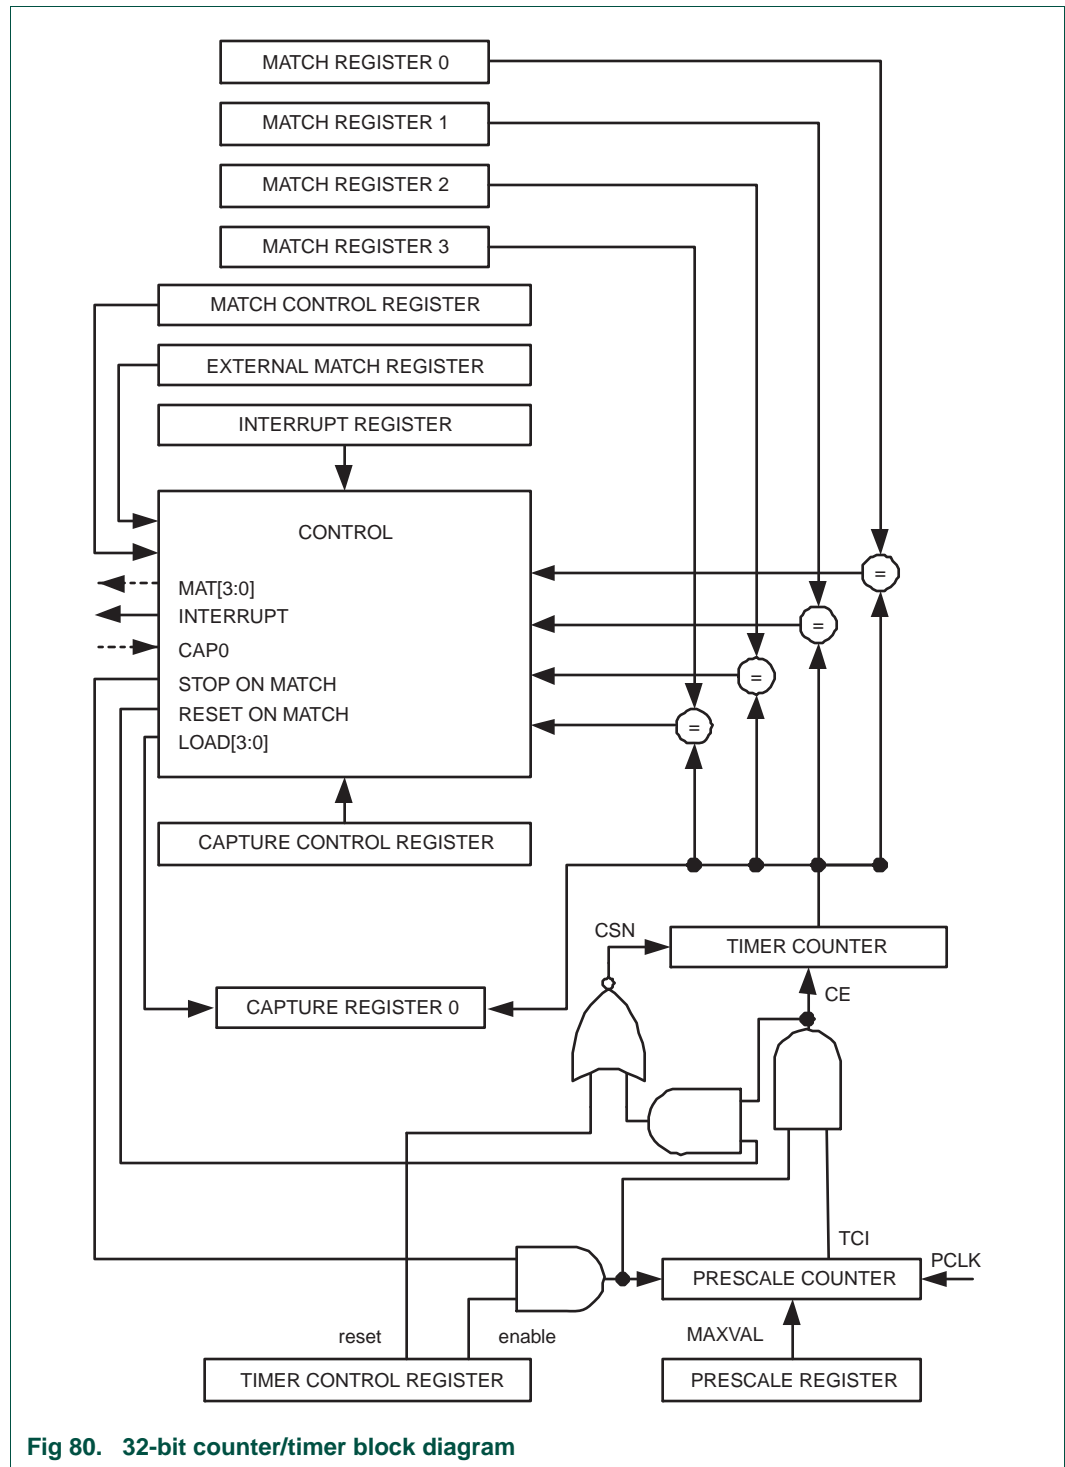 MATCH REGISTER 0
MATCH REGISTER 1
MATCH REGISTER 2
MATCH REGISTER 3
MATCH CONTROL REGISTER
EXTERNAL MATCH REGISTER
INTERRUPT REGISTER
CONTROL
=
=
=
=
MAT[3:0]
INTERRUPT
CAP0
STOP ON MATCH
RESET ON MATCH
LOAD[3:0]
CAPTURE CONTROL REGISTER
CSN
TIMER COUNTER
CE
CAPTURE REGISTER 0
TCI
PCLK
PRESCALE COUNTER
reset
enable
MAXVAL
TIMER CONTROL REGISTER
PRESCALE REGISTER
Fig 80. 32-bit counter/timer block diagram